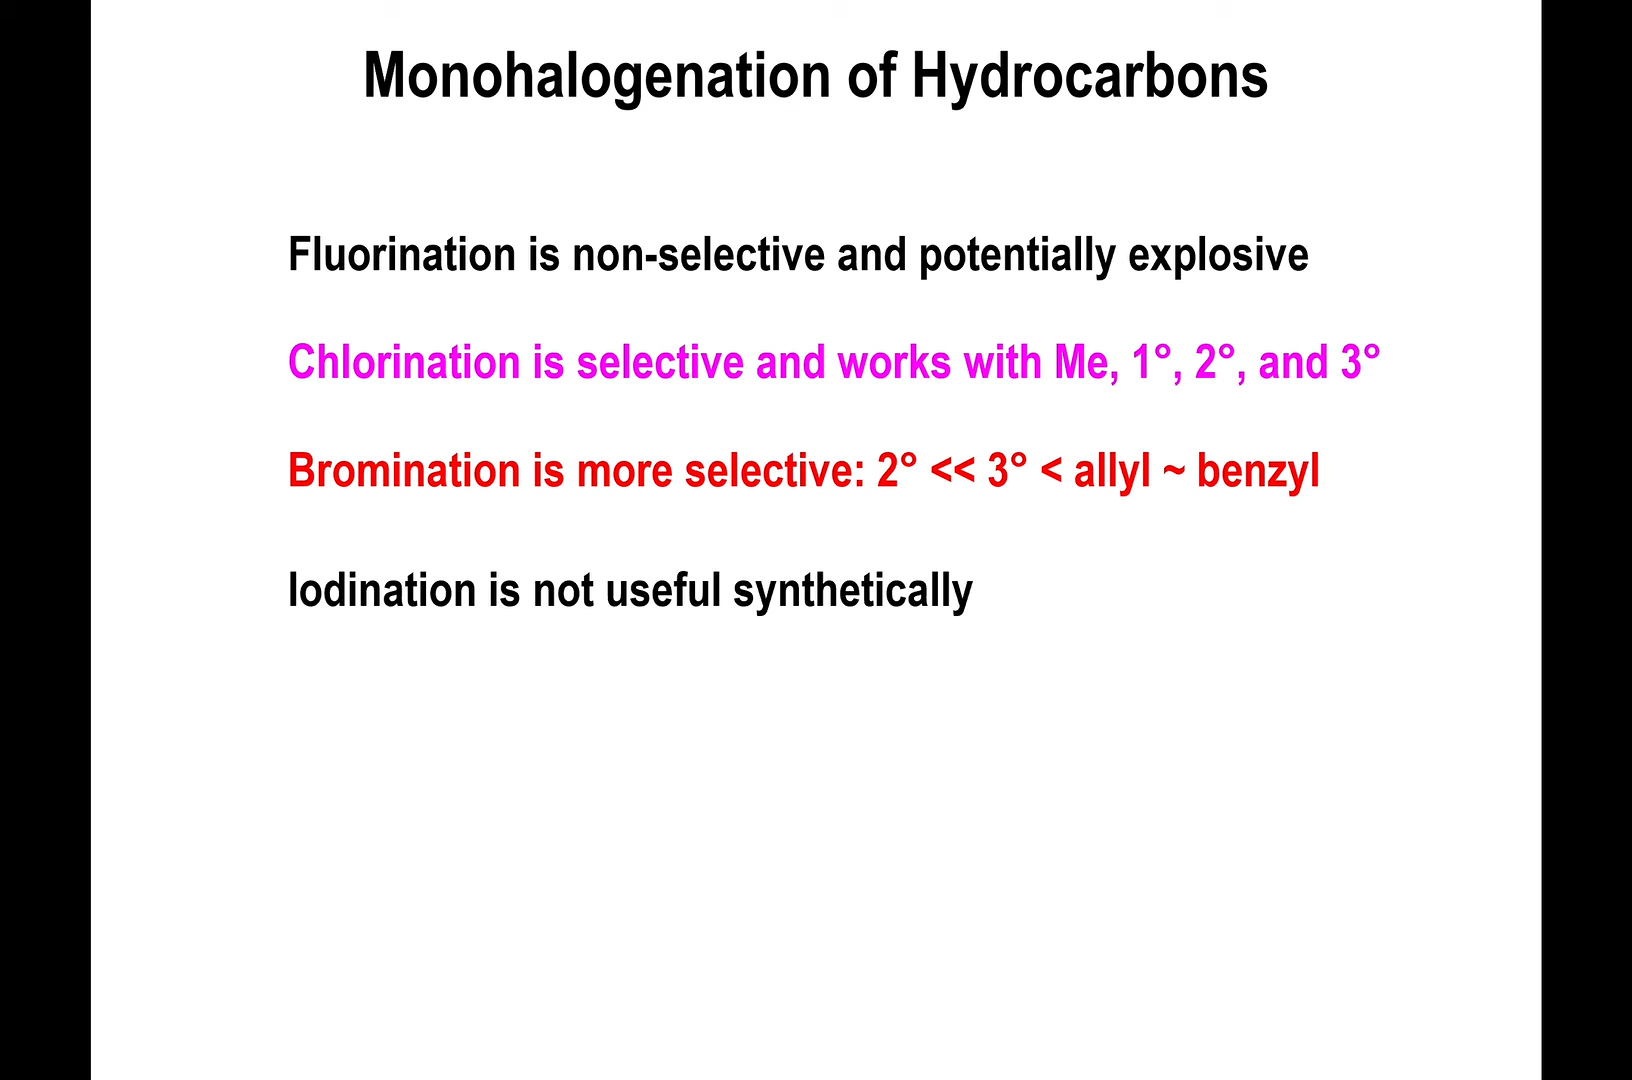 Monohalogenation of Hydrocarbons
Fluorination is non-selective and potentially explosive
Chlorination is selective and works with Me, 1°, 2°, and 3°
Bromination is more selective: 2° << 3° < allyl ~ benzyl
Iodination is not useful synthetically